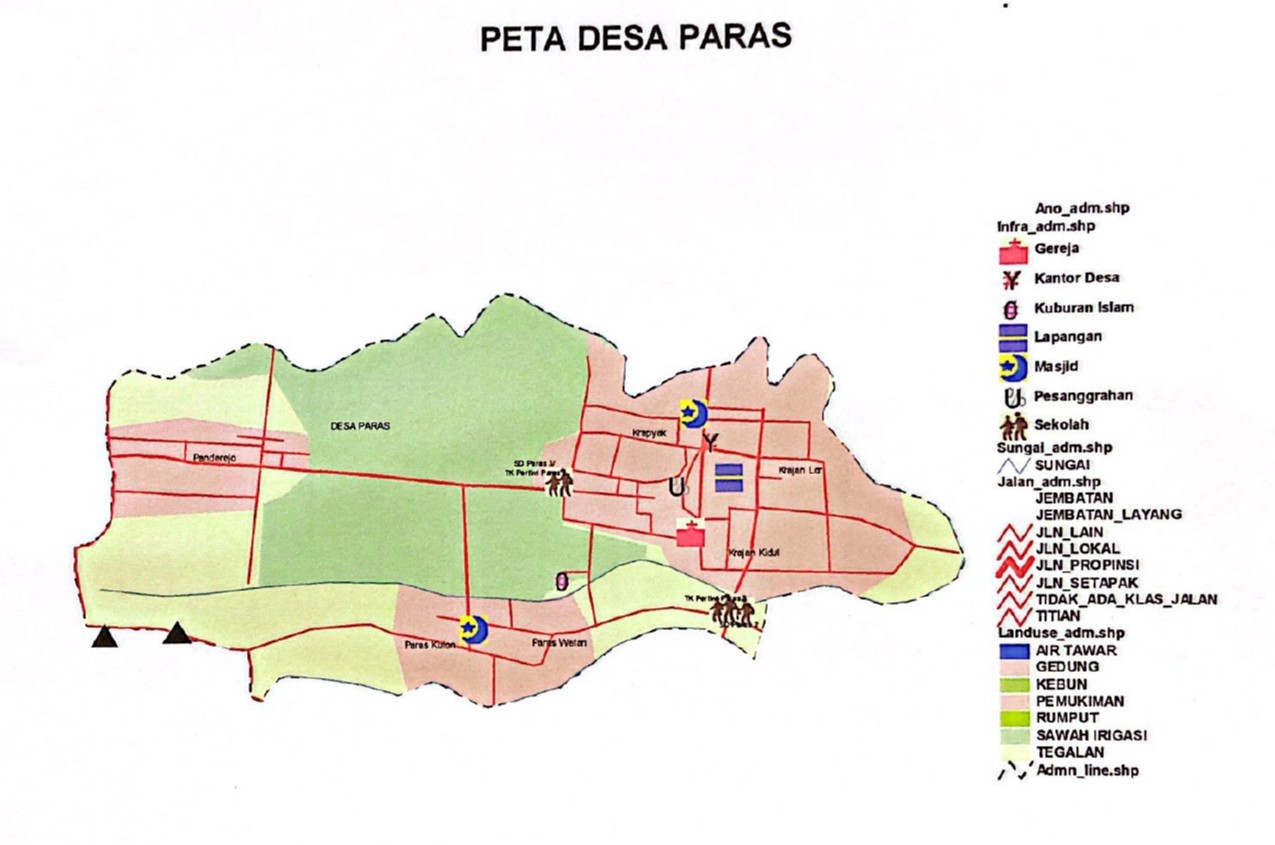 PETA DESA PARAS
Ano_adm.shp
Infra_adm.shp
Gereja
Kantor Desa
Kuburan Islam
Lapangan
Masjid
Pesanggrahan
Sekolah
Sungai_adm.shp
SUNGAI
Jalan_adm.shp
JEMBATAN
JEMBATAN_LAYANG
JLN_LAIN
JLN_LOKAL
JLN_PROPINSI
JLN_SETAPAK
TIDAK_ADA_KLAS_JALAN
TITIAN
Landuse_adm.shp
AIR TAWAR
GEDUNG
KEBUN
PEMUKIMAN
RUMPUT
SAWAH IRIGASI
TEGALAN
Admn_line.shp
DESA PARAS
Krapyak
Panderejo
SD Paras
TK Pertiwi Paras
Krajan Lor
Krajan Kidul
TK Pertiwi
Paras Kulon
Paras Wetan